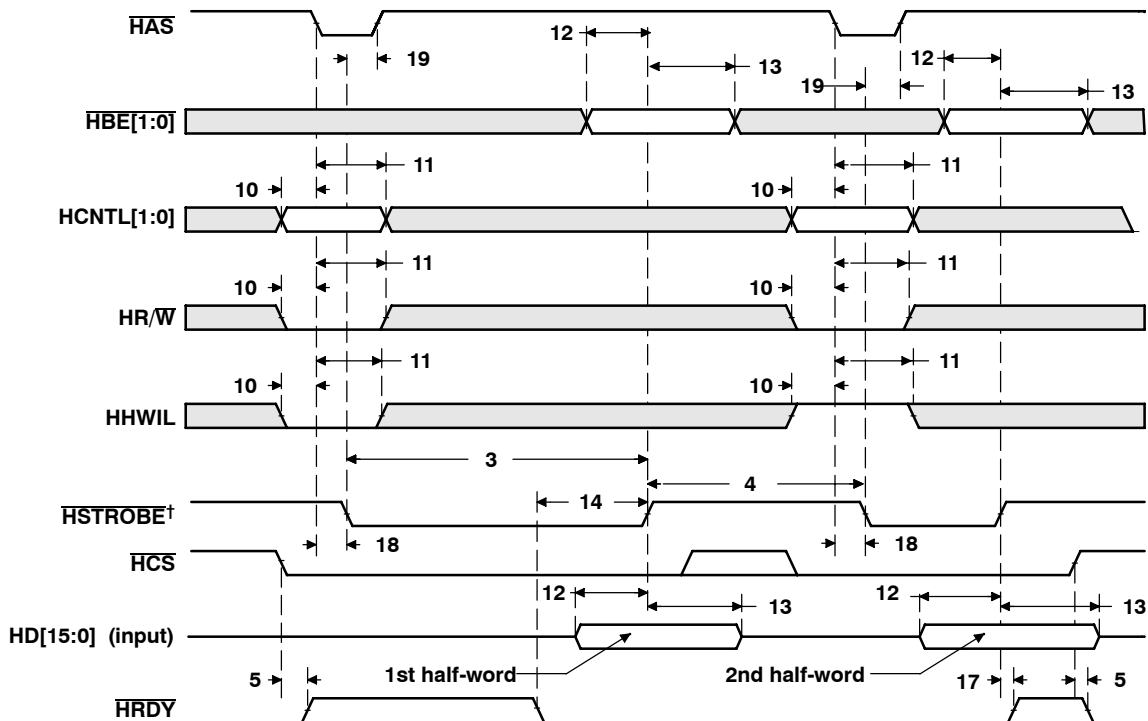 HAS
12
19
13
12
19
13
HBE[1:0]
11
11
10
10
HCNTL[1:0]
11
11
10
10
HR/W
11
11
10
10
HHWIL
3
4
14
HSTROBE†
18
18
HCS
12
13
12
13
HD[15:0] (input)
1st half-word
2nd half-word
5
17
5
HRDY